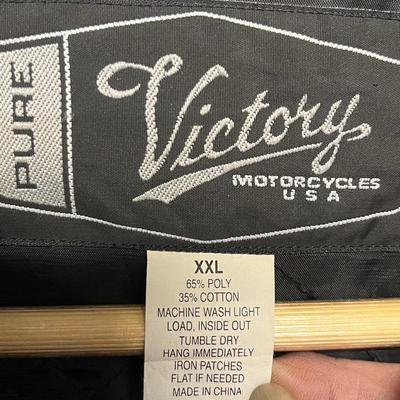 PURE
Victory
MOTORCYCLES
USA
XXL
65% POLY
35% COTTON
MACHINE WASH LIGHT
LOAD, INSIDE OUT
TUMBLE DRY
HANG IMMEDIATELY
IRON PATCHES
FLAT IF NEEDED
MADE IN CHINA